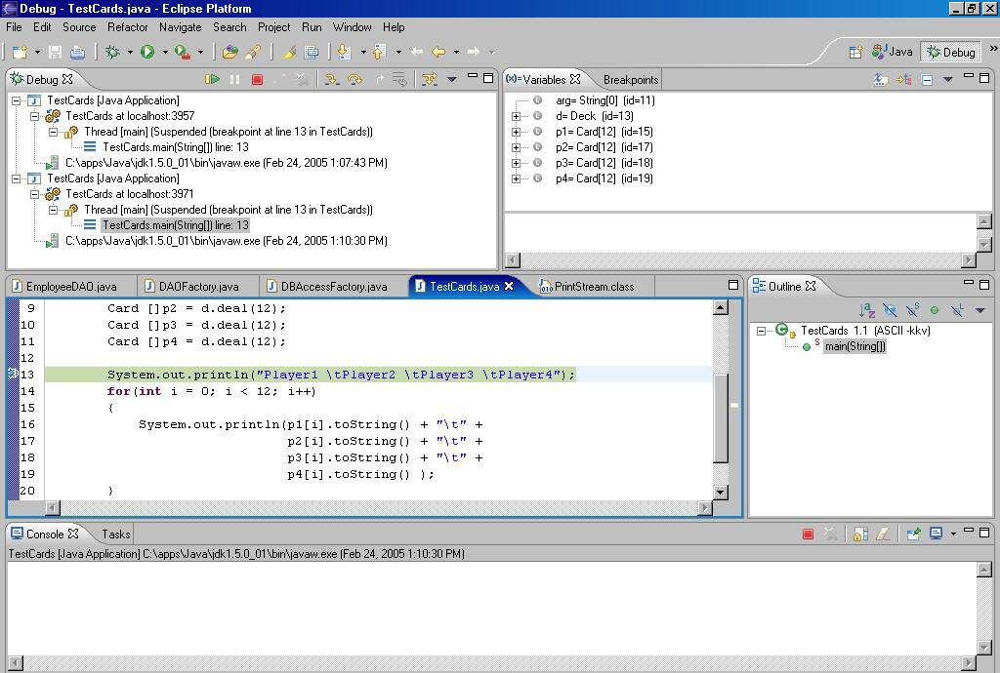 Debug - TestCards.java - Eclipse Platform
File Edit Source Refactor Navigate Search Project Run Window Help
Java Debug »
Debug
TestCards [Java Application]
TestCards at localhost:3957
Thread [main] (Suspended (breakpoint at line 13 in TestCards))
TestCards.main(String[]) line: 13
C:\apps\Java\jdk1.5.0_01\bin\javaw.exe (Feb 24, 2005 1:07:43 PM)
TestCards [Java Application]
TestCards at localhost:3971
Thread [main] (Suspended (breakpoint at line 13 in TestCards))
TestCards.main(String[]) line: 13
C:\apps\Java\jdk1.5.0_01\bin\javaw.exe (Feb 24, 2005 1:10:30 PM)
(x)= Variables Breakpoints
arg= String[0] (id=11)
d= Deck (id=13)
p1= Card[12] (id=15)
p2= Card[12] (id=17)
p3= Card[12] (id=18)
p4= Card[12] (id=19)
EmployeeDAO.java DAOFactory.java DBAccessFactory.java TestCards.java PrintStream.class
9 Card []p2 = d.deal(12);
10 Card []p3 = d.deal(12);
11 Card []p4 = d.deal(12);
12
13 System.out.println("Player1 \tPlayer2 \tPlayer3 \tPlayer4");
14 for(int i = 0; i < 12; i++)
15 {
16 System.out.println(p1[i].toString() + "\t" +
17 p2[i].toString() + "\t" +
18 p3[i].toString() + "\t" +
19 p4[i].toString() );
20 }
Outline
TestCards 1.1 (ASCII -kkv)
main(String[])
Console Tasks
TestCards [Java Application] C:\apps\Java\jdk1.5.0_01\bin\javaw.exe (Feb 24, 2005 1:10:30 PM)